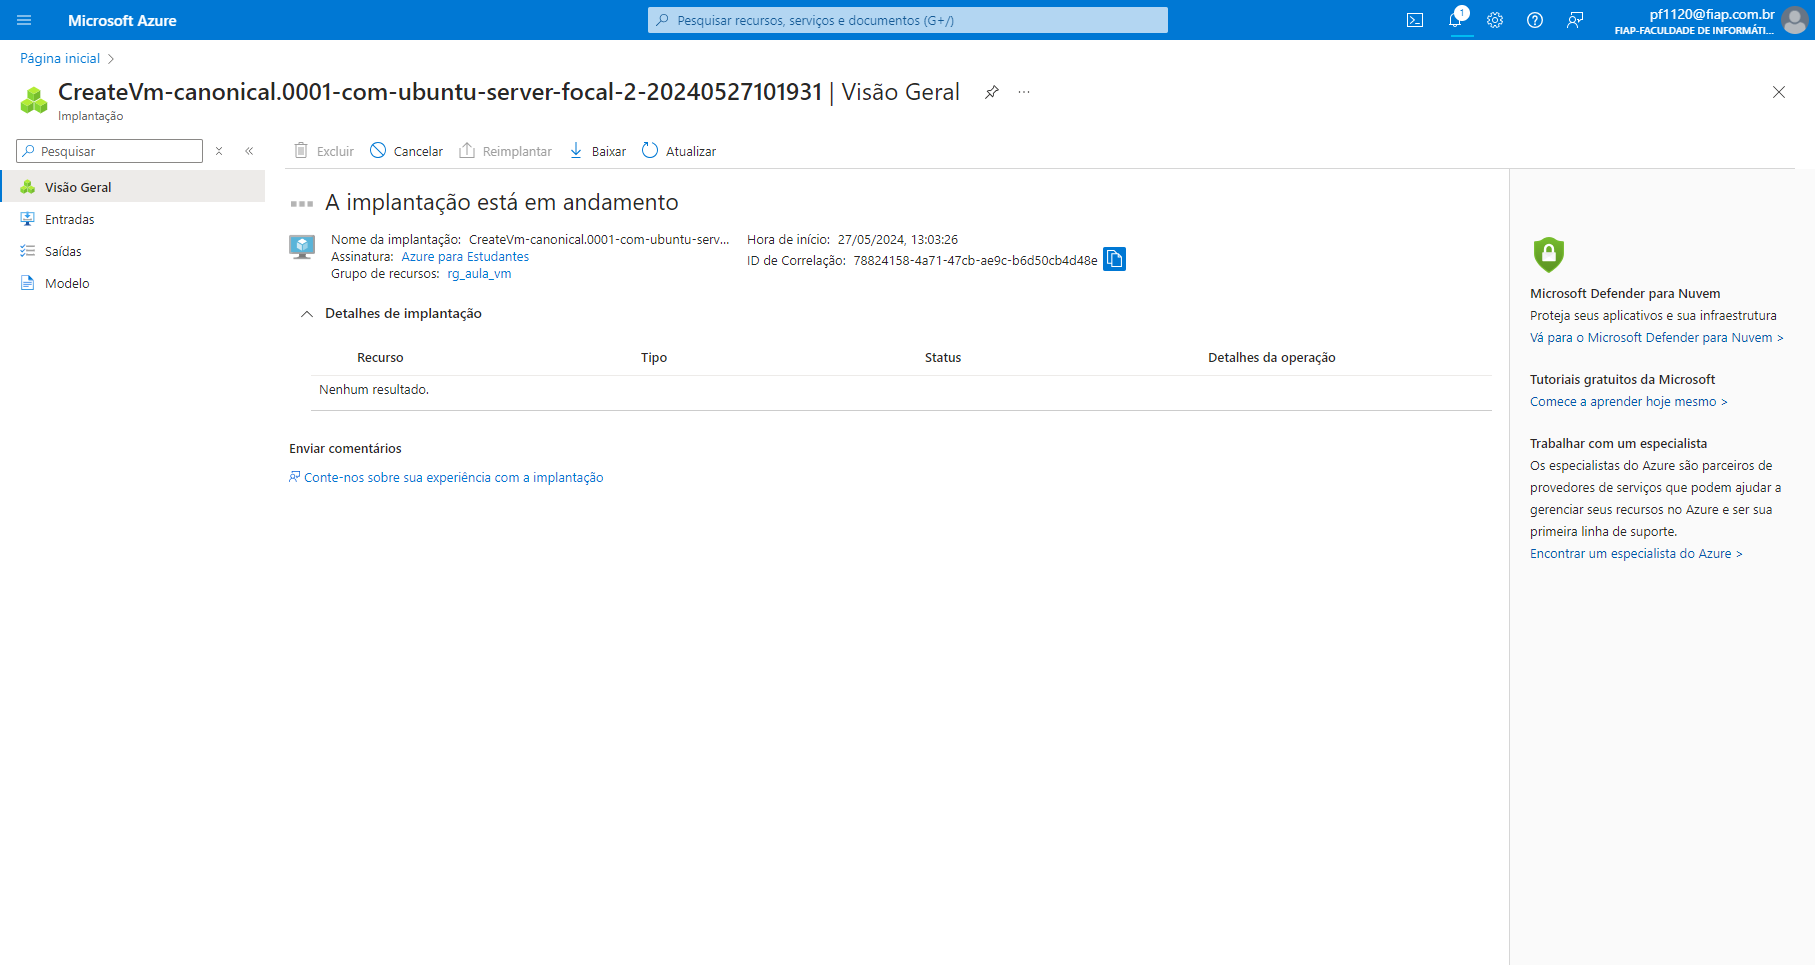 Microsoft Azure
Pesquisar recursos, serviços e documentos (G+/)
1
pf1120@fiap.com.br
FIAP-FACULDADE DE INFORMÁTI...
Página inicial
CreateVm-canonical.0001-com-ubuntu-server-focal-2-20240527101931 | Visão Geral
Implantação
Pesquisar
Excluir
Cancelar
Reimplantar
Baixar
Atualizar
Visão Geral
Entradas
Saídas
Modelo
A implantação está em andamento
Nome da implantação: CreateVm-canonical.0001-com-ubuntu-serv...
Assinatura: Azure para Estudantes
Grupo de recursos: rg_aula_vm
Hora de início: 27/05/2024, 13:03:26
ID de Correlação: 78824158-4a71-47cb-ae9c-b6d50cb4d48e
Detalhes de implantação
Recurso Tipo Status Detalhes da operação
Nenhum resultado.
Enviar comentários
Conte-nos sobre sua experiência com a implantação
Microsoft Defender para Nuvem
Proteja seus aplicativos e sua infraestrutura
Vá para o Microsoft Defender para Nuvem >
Tutoriais gratuitos da Microsoft
Comece a aprender hoje mesmo >
Trabalhar com um especialista
Os especialistas do Azure são parceiros de
provedores de serviços que podem ajudar a
gerenciar seus recursos no Azure e ser sua
primeira linha de suporte.
Encontrar um especialista do Azure >